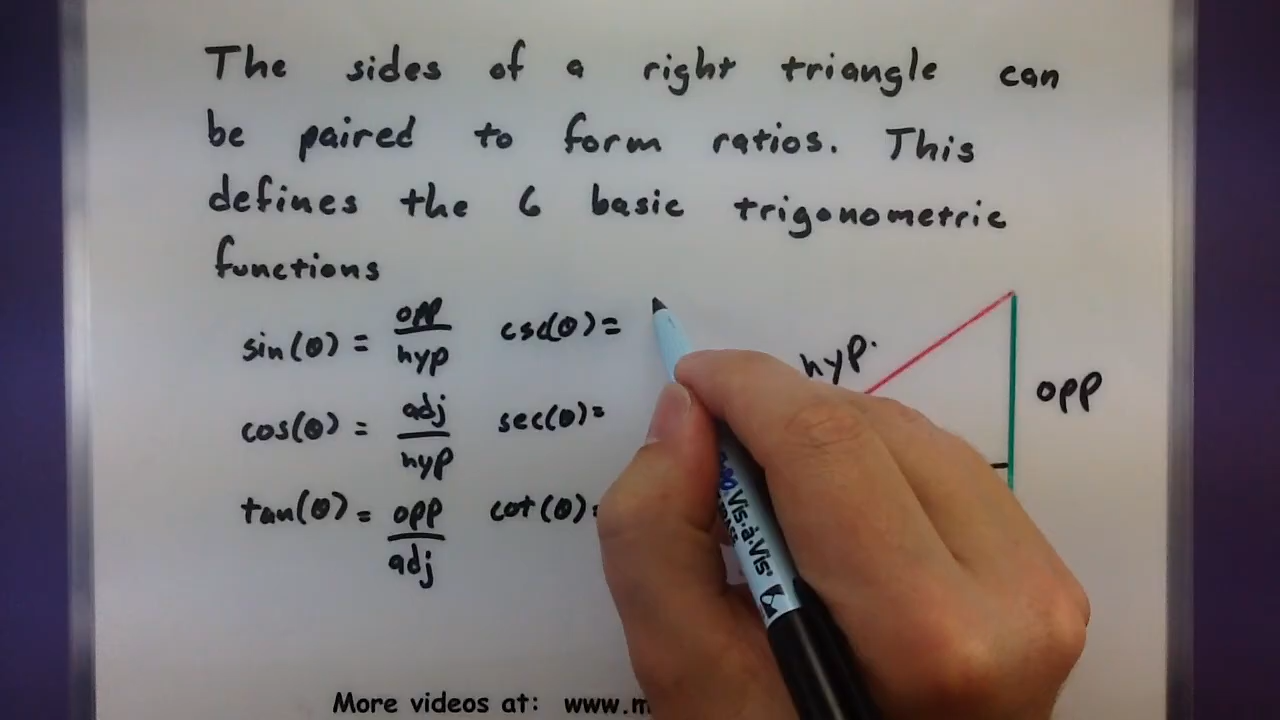 The sides of a right triangle can
be paired to form ratios. This
defines the 6 basic trigonometric
functions
sin(θ) = opp/hyp csc(θ)=
cos(θ) = adj/hyp sec(θ)=
tan(θ) = opp/adj cot(θ)=
hyp.
opp
Vis·à·Vis
More videos at: www.m